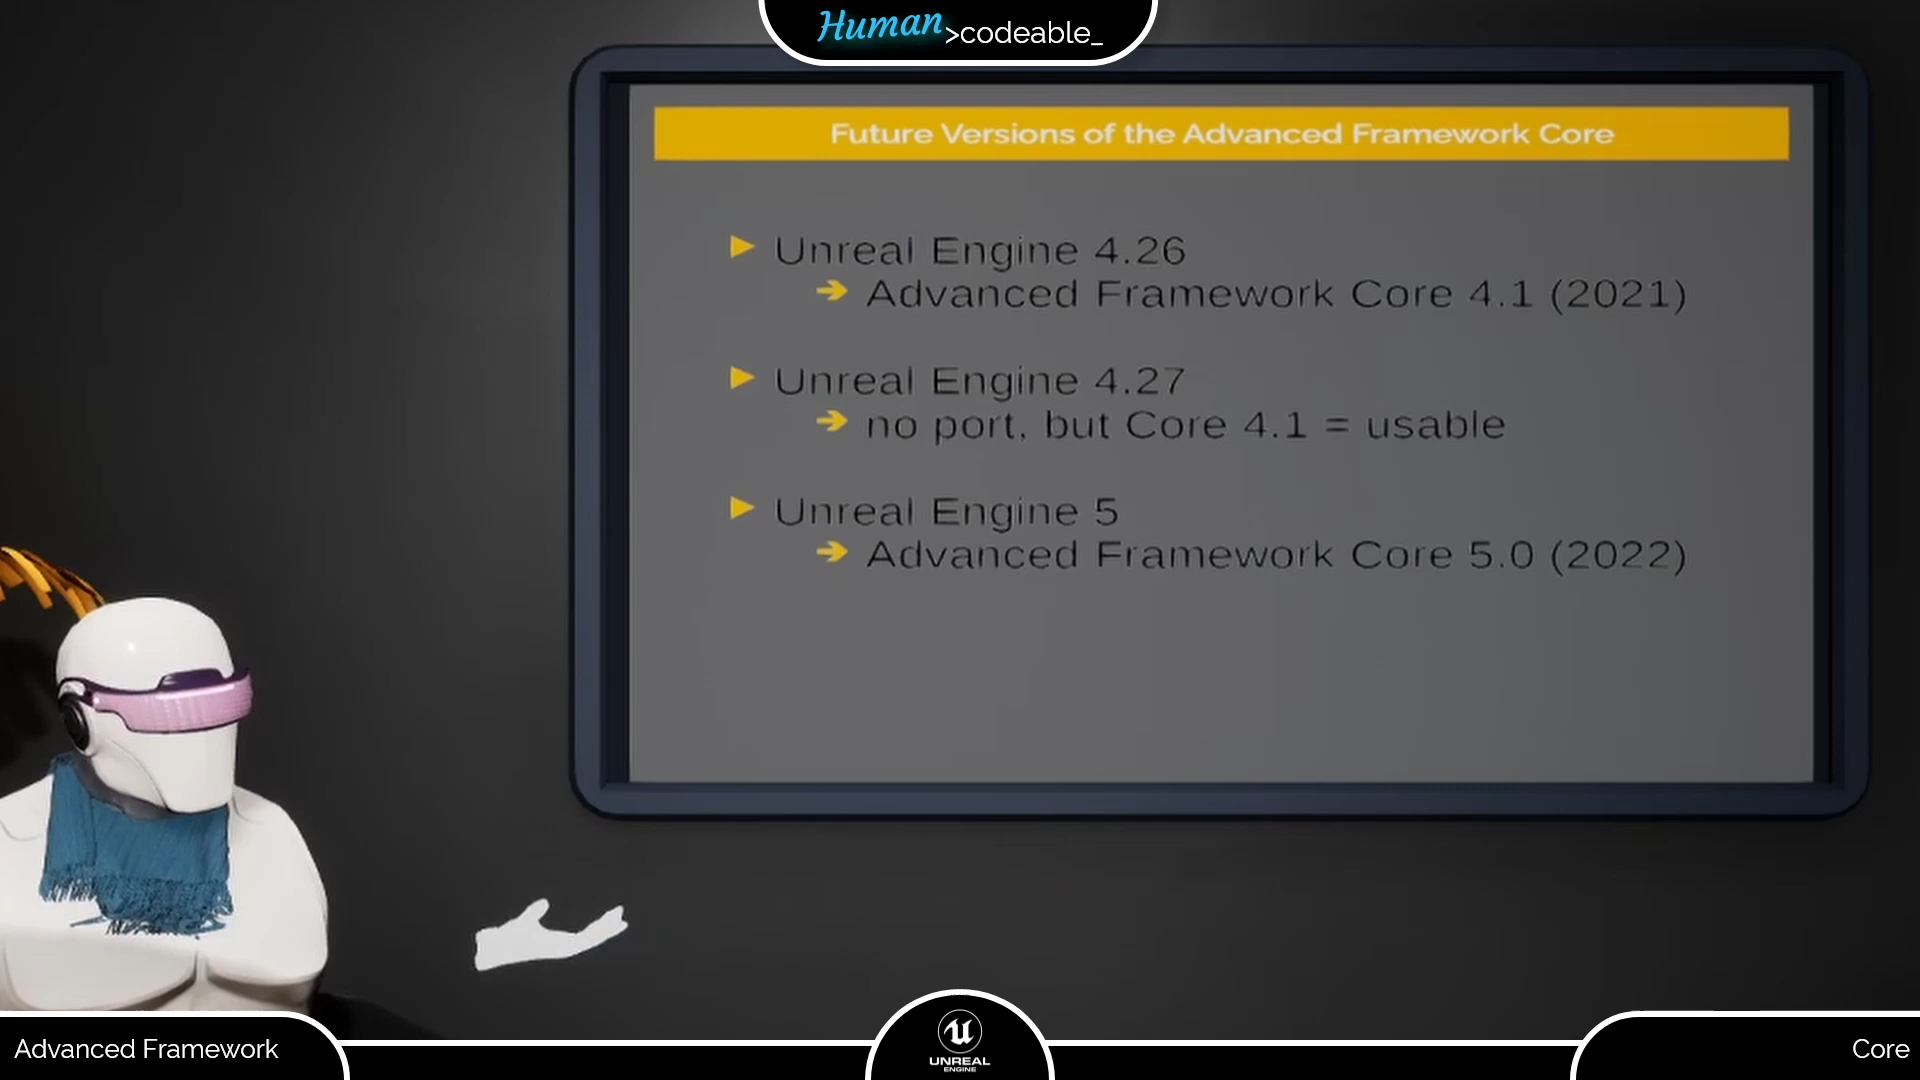 Human >codeable_
Future Versions of the Advanced Framework Core
Unreal Engine 4.26
Advanced Framework Core 4.1 (2021)
Unreal Engine 4.27
no port, but Core 4.1 = usable
Unreal Engine 5
Advanced Framework Core 5.0 (2022)
Advanced Framework
UNREAL
ENGINE
Core